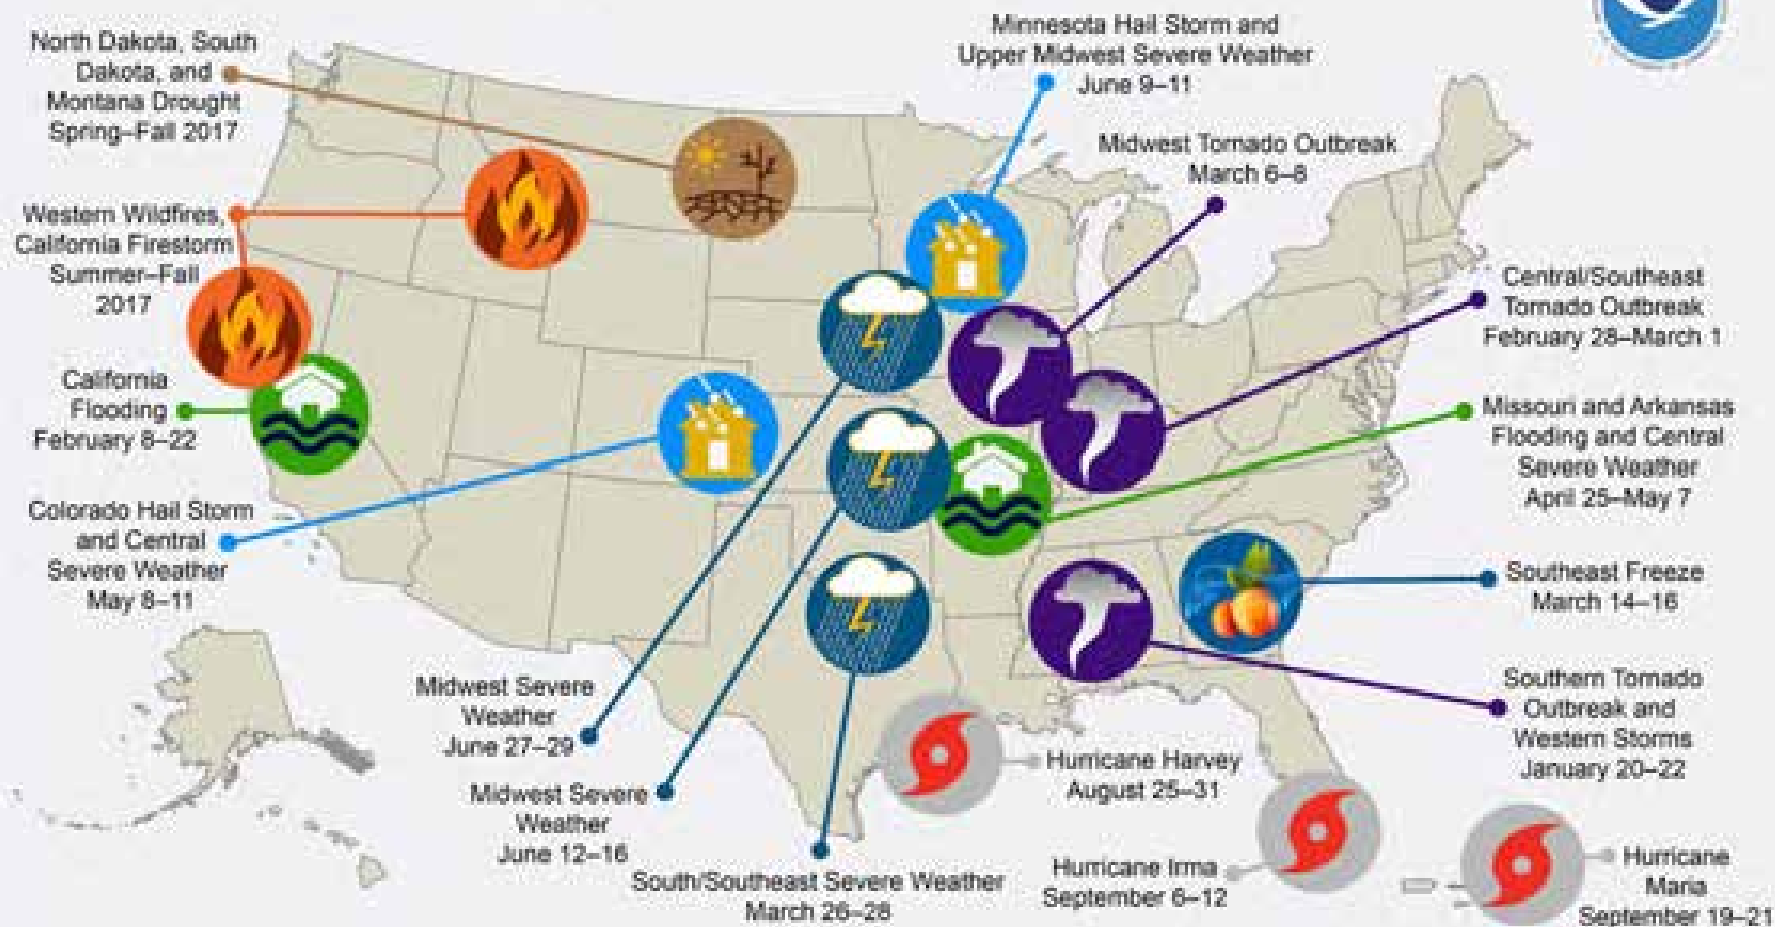 North Dakota, South
Dakota, and
Montana Drought
Spring–Fall 2017
Minnesota Hail Storm and
Upper Midwest Severe Weather
June 9–11
Midwest Tornado Outbreak
March 6–8
Western Wildfires,
California Firestorm
Summer–Fall
2017
Central/Southeast
Tornado Outbreak
February 28–March 1
California
Flooding
February 8–22
Missouri and Arkansas
Flooding and Central
Severe Weather
April 25–May 7
Colorado Hail Storm
and Central
Severe Weather
May 8–11
Southeast Freeze
March 14–16
Midwest Severe
Weather
June 27–29
Southern Tornado
Outbreak and
Western Storms
January 20–22
Hurricane Harvey
August 25–31
Midwest Severe
Weather
June 12–16
South/Southeast Severe Weather
March 26–28
Hurricane Irma
September 6–12
Hurricane
Maria
September 19–21